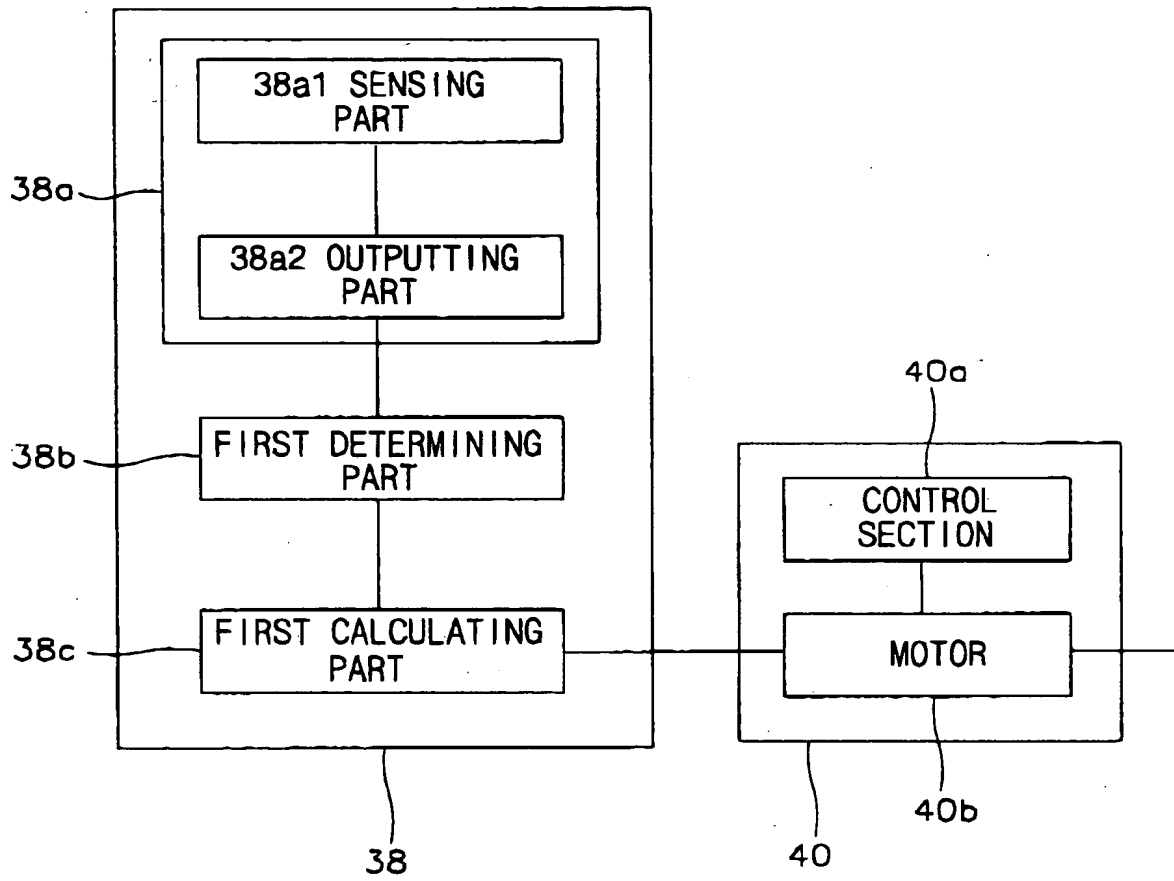 38a1 SENSING
PART
38a
38a2 OUTPUTTING
PART
40a
38b
FIRST DETERMINING
PART
CONTROL
SECTION
38c
FIRST CALCULATING
PART
MOTOR
40b
38
40